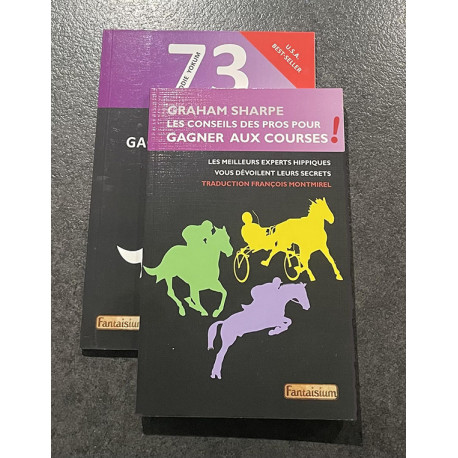 73
U.S.A.
BEST-SELLER
GA
Fantaisium
GRAHAM SHARPE
LES CONSEILS DES PROS POUR
GAGNER AUX COURSES !
LES MEILLEURS EXPERTS HIPPIQUES
VOUS DÉVOILENT LEURS SECRETS
TRADUCTION FRANÇOIS MONTMIREL
Fantaisium